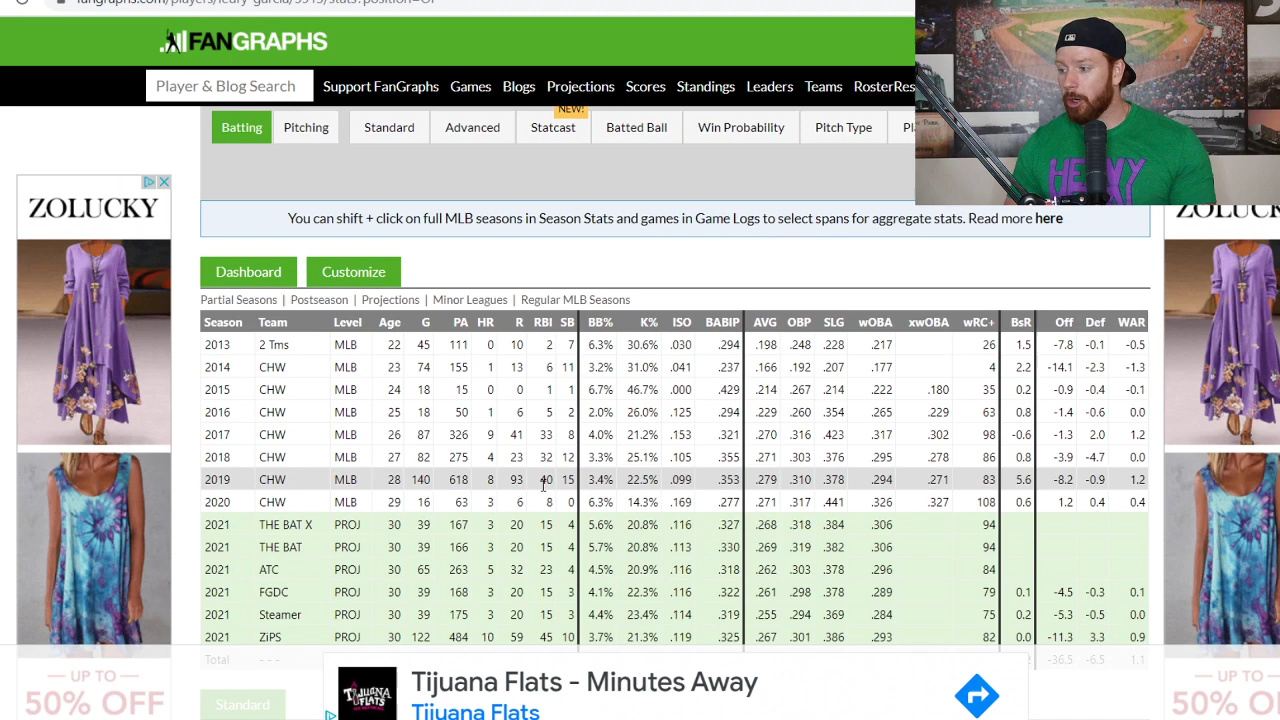 FANGRAPHS
Player & Blog Search Support FanGraphs Games Blogs Projections Scores Standings Leaders Teams RosterRes
NEW!
Batting Pitching Standard Advanced Statcast Batted Ball Win Probability Pitch Type
ZOLUCKY
HEAVY
You can shift + click on full MLB seasons in Season Stats and games in Game Logs to select spans for aggregate stats. Read more here
Dashboard Customize
Partial Seasons | Postseason | Projections | Minor Leagues | Regular MLB Seasons
Season Team Level Age G PA HR R RBI SB BB% K% ISO BABIP AVG OBP SLG wOBA xwOBA wRC+ BsR Off Def WAR
2013 2 Tms MLB 22 45 111 0 10 2 7 6.3% 30.6% .030 .294 .198 .248 .228 .217 26 1.5 -7.8 -0.1 -0.5
2014 CHW MLB 23 74 155 1 13 6 11 3.2% 31.0% .041 .237 .166 .192 .207 .177 4 2.2 -14.1 -2.3 -1.3
2015 CHW MLB 24 18 15 0 0 1 1 6.7% 46.7% .000 .429 .214 .267 .214 .222 .180 35 0.2 -0.9 -0.4 -0.1
2016 CHW MLB 25 18 50 1 6 5 2 2.0% 26.0% .125 .294 .229 .260 .354 .265 .229 63 0.8 -1.4 -0.6 0.0
2017 CHW MLB 26 87 326 9 41 33 8 4.0% 21.2% .153 .321 .270 .316 .423 .317 .302 98 -0.6 -1.3 2.0 1.2
2018 CHW MLB 27 82 275 4 23 32 12 3.3% 25.1% .105 .355 .271 .303 .376 .295 .278 86 0.8 -3.9 -4.7 0.0
2019 CHW MLB 28 140 618 8 93 40 15 3.4% 22.5% .099 .353 .279 .310 .378 .294 .271 83 5.6 -8.2 -0.9 1.2
2020 CHW MLB 29 16 63 3 6 8 0 6.3% 14.3% .169 .277 .271 .317 .441 .326 .327 108 0.6 1.2 0.4 0.4
2021 THE BAT X PROJ 30 39 167 3 20 15 4 5.6% 20.8% .116 .327 .268 .318 .384 .306 94
2021 THE BAT PROJ 30 39 166 3 20 15 4 5.7% 20.8% .113 .330 .269 .319 .382 .306 94
2021 ATC PROJ 30 65 263 5 32 23 4 4.5% 20.9% .116 .318 .262 .303 .378 .296 84
2021 FGDC PROJ 30 39 168 3 20 15 3 4.1% 22.3% .116 .322 .261 .298 .378 .289 79 0.1 -4.5 -0.3 0.1
2021 Steamer PROJ 30 39 175 3 20 15 3 4.4% 23.4% .114 .319 .255 .294 .369 .284 75 0.2 -5.3 -0.5 0.0
2021 ZiPS PROJ 30 122 484 10 59 45 10 3.7% 21.3% .119 .325 .267 .301 .386 .293 82 0.0 -11.3 3.3 0.9
Total - - - -36.5 -6.5 1.1
Standard
UP TO
50% OFF
TIJUANA
FLATS
Tijuana Flats - Minutes Away
Tijuana Flats
UP TO